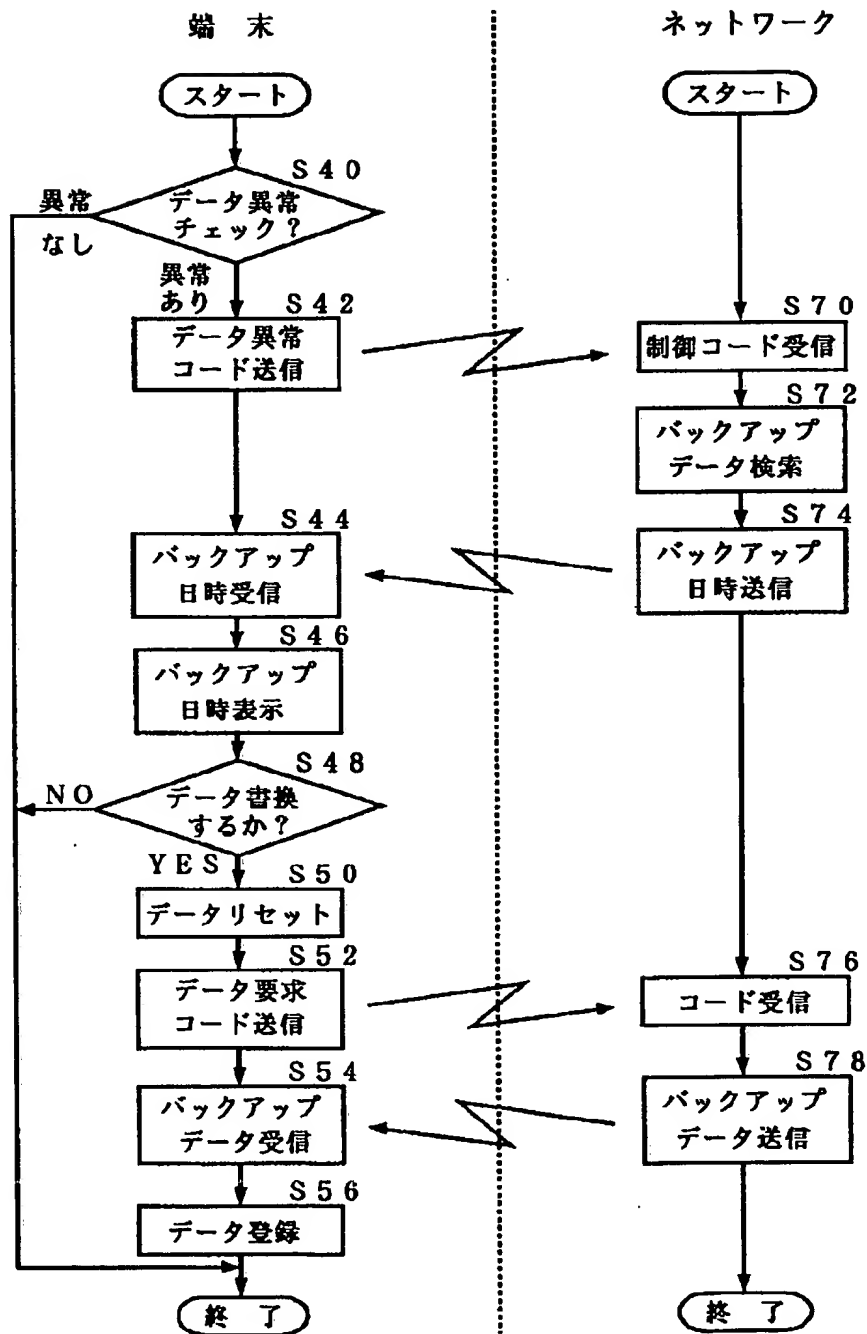 端 末
スタート
S40
データ異常
チェック?
異常
なし
異常
あり
S42
データ異常
コード送信
S44
バックアップ
日時受信
S46
バックアップ
日時表示
S48
データ書換
するか?
NO
YES
S50
データリセット
S52
データ要求
コード送信
S54
バックアップ
データ受信
S56
データ登録
終 了
ネットワーク
スタート
S70
制御コード受信
S72
バックアップ
データ検索
S74
バックアップ
日時送信
S76
コード受信
S78
バックアップ
データ送信
終 了